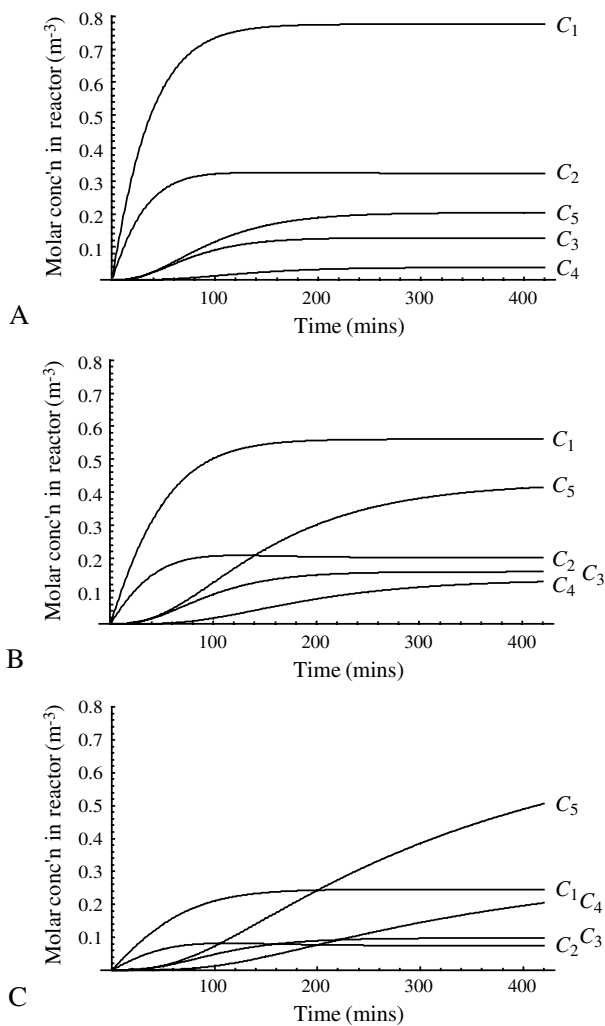 Molar conc'n in reactor (m-3)
0.8
0.7
0.6
0.5
0.4
0.3
0.2
0.1
C1
C2
C5
C3
C4
100 200 300 400
Time (mins)
A
Molar conc'n in reactor (m-3)
0.8
0.7
0.6
0.5
0.4
0.3
0.2
0.1
C1
C5
C2 C3
C4
100 200 300 400
Time (mins)
B
Molar conc'n in reactor (m-3)
0.8
0.7
0.6
0.5
0.4
0.3
0.2
0.1
C5
C1 C4
C3
C2
100 200 300 400
Time (mins)
C